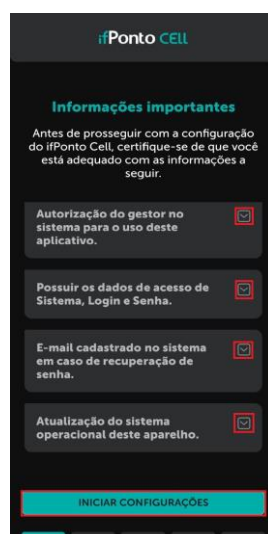 ifPonto CELL
Informações importantes
Antes de prosseguir com a configuração
do ifPonto Cell, certifique-se de que você
está adequado com as informações a
seguir.
Autorização do gestor no
sistema para o uso deste
aplicativo.
Possuir os dados de acesso de
Sistema, Login e Senha.
E-mail cadastrado no sistema
em caso de recuperação de
senha.
Atualização do sistema
operacional deste aparelho.
INICIAR CONFIGURAÇÕES